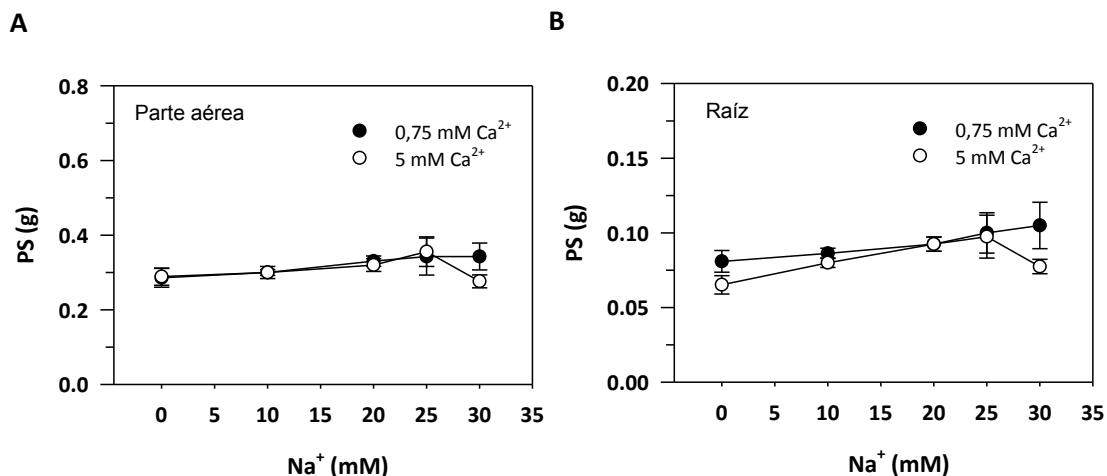 A
PS (g)
0.8
0.6
0.4
0.2
0.0
Parte aérea
0,75 mM Ca²⁺
5 mM Ca²⁺
0 5 10 15 20 25 30 35
Na⁺ (mM)
B
PS (g)
0.20
0.15
0.10
0.05
0.00
Raíz
0,75 mM Ca²⁺
5 mM Ca²⁺
0 5 10 15 20 25 30 35
Na⁺ (mM)